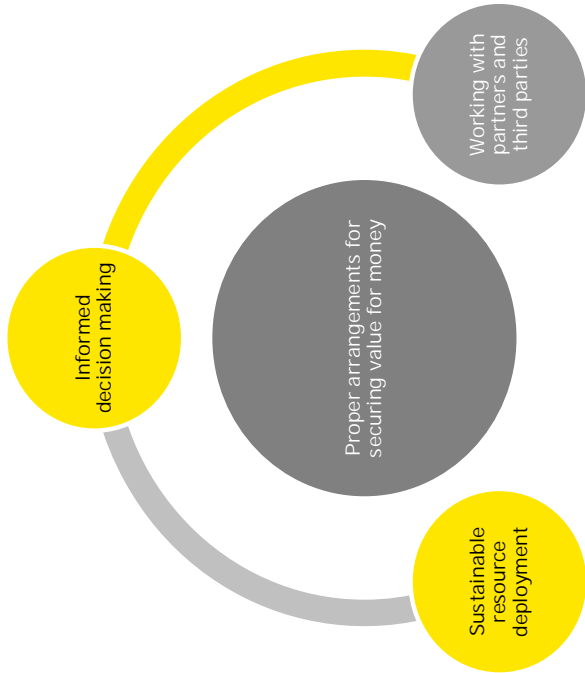 Informed
decision making
Proper arrangements for
securing value for money
Sustainable
resource
deployment
Working with
partners and
third parties